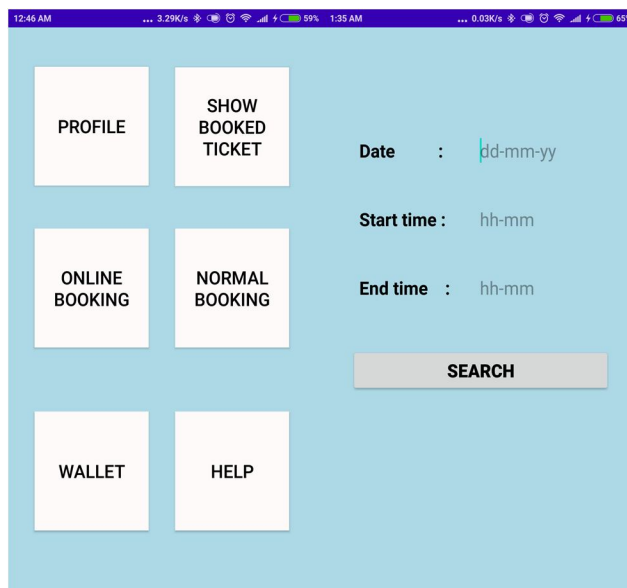 12:46 AM ... 3.29K/s 59%
PROFILE
SHOW
BOOKED
TICKET
ONLINE
BOOKING
NORMAL
BOOKING
WALLET
HELP
1:35 AM ... 0.03K/s 65%
Date : dd-mm-yy
Start time : hh-mm
End time : hh-mm
SEARCH